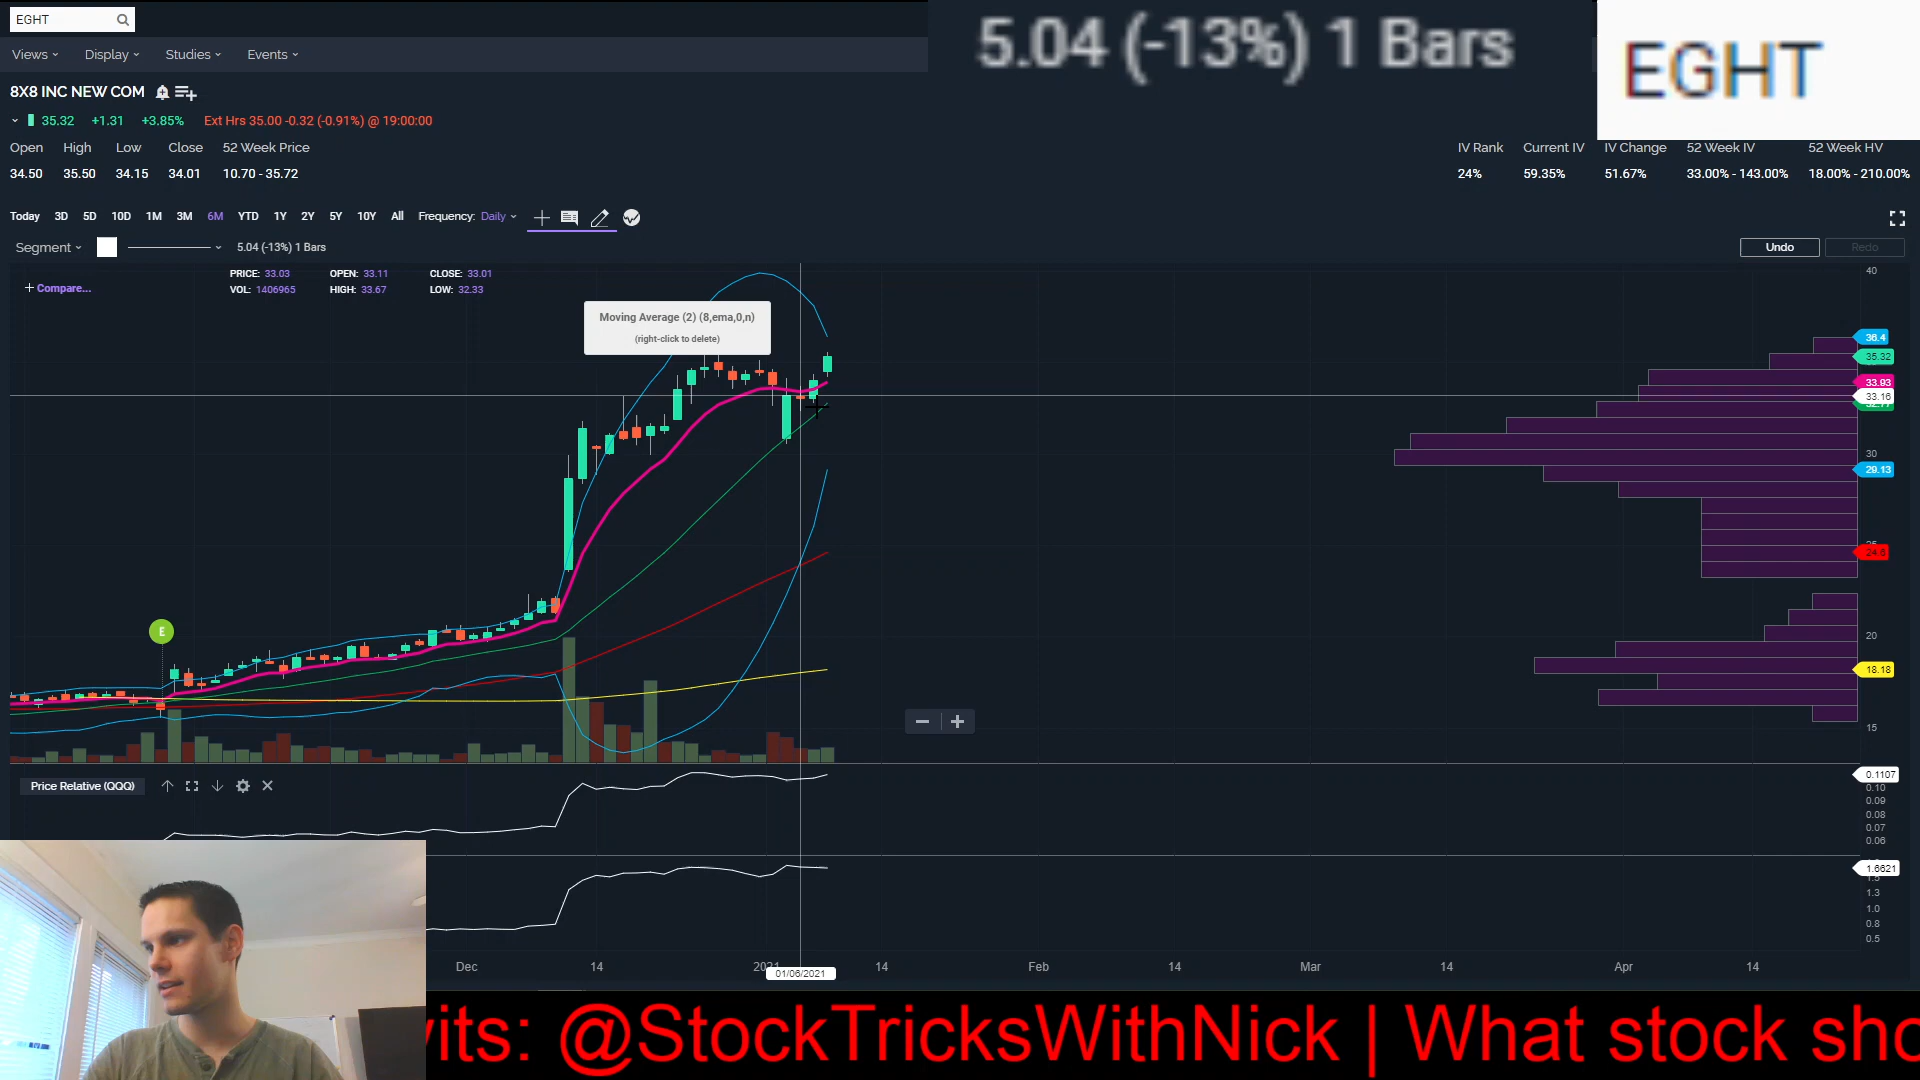 EGHT
5.04 (-13%) 1 Bars
EGHT
Views Display Studies Events
8X8 INC NEW COM
35.32 +1.31 +3.85% Ext Hrs 35.00 -0.32 (-0.91%) @ 19:00:00
Open High Low Close 52 Week Price
34.50 35.50 34.15 34.01 10.70 - 35.72
IV Rank Current IV IV Change 52 Week IV 52 Week HV
24% 59.35% 51.67% 33.00% - 143.00% 18.00% - 210.00%
Today 3D 5D 10D 1M 3M 6M YTD 1Y 2Y 5Y 10Y All Frequency: Daily
Segment 5.04 (-13%) 1 Bars Undo Redo
PRICE: 33.03 OPEN: 33.11 CLOSE: 33.01
VOL: 1406965 HIGH: 33.67 LOW: 32.33
Compare...
Moving Average (2) (8,ema,0,n)
(right-click to delete)
40
36.4
35.32
33.93
33.16
30
29.13
24.6
E
20
18.18
15
Price Relative (QQQ)
0.1107
0.10
0.09
0.08
0.07
0.06
1.6621
1.3
1.0
0.8
0.5
Dec 14 14 Feb 14 Mar 14 Apr 14
01/06/2021
vits: @StockTricksWithNick | What stock sho